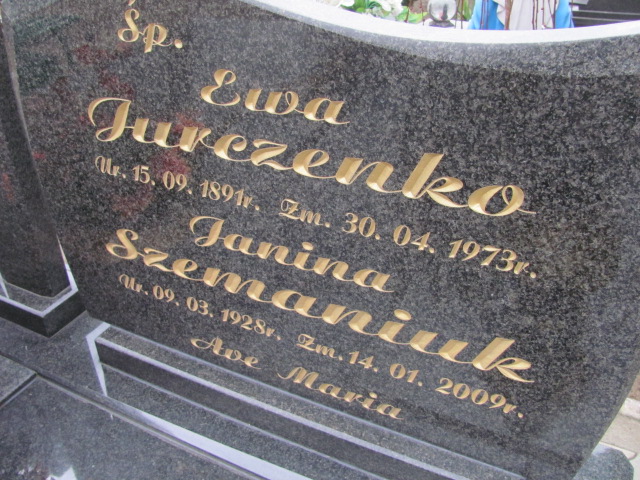 Śp.
Ewa
Jurczenko
Ur. 15. 09. 1891r. Zm. 30. 04. 1973r.
Janina
Szemaniuk
Ur. 09. 03. 1928r. Zm. 14. 01. 2009r.
Ave Maria